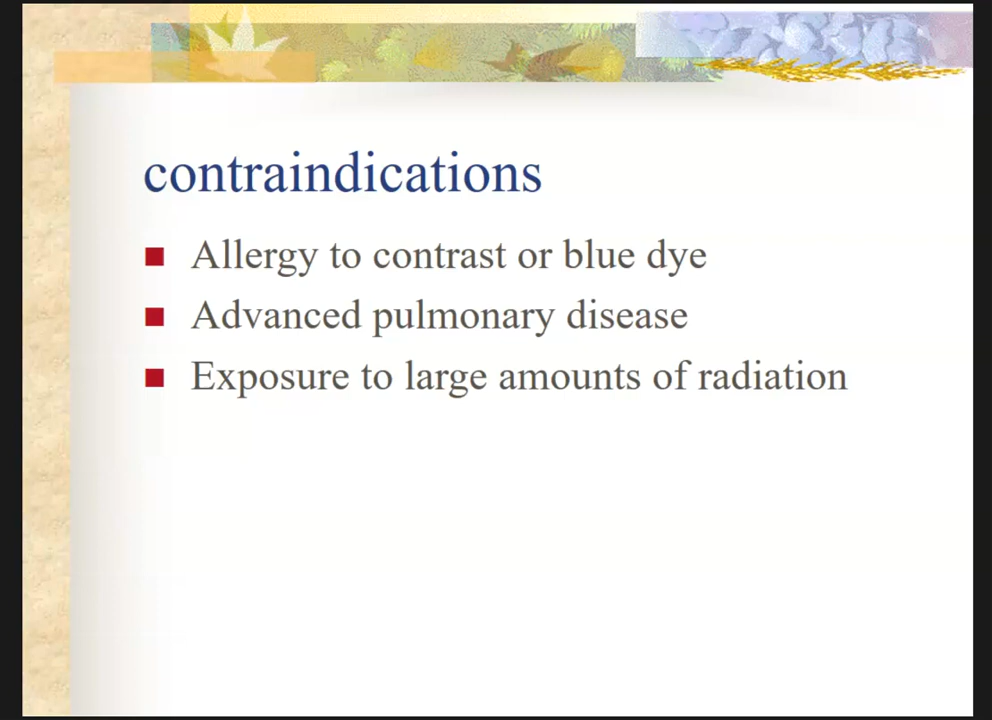 contraindications
Allergy to contrast or blue dye
Advanced pulmonary disease
Exposure to large amounts of radiation